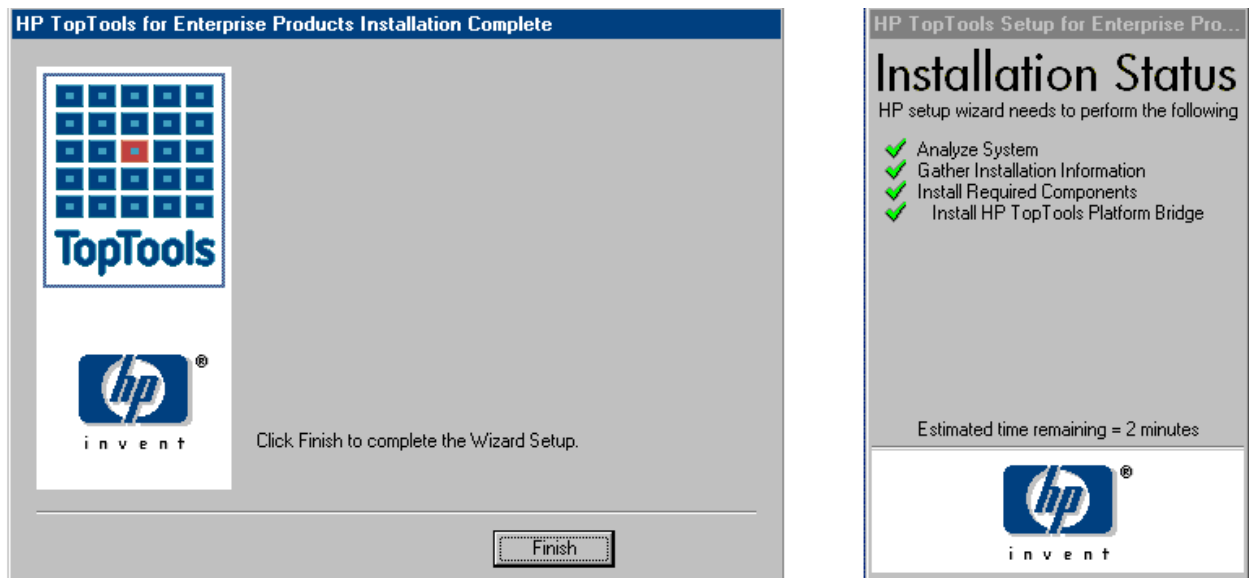 HP TopTools for Enterprise Products Installation Complete
TopTools
hp
®
invent
Click Finish to complete the Wizard Setup.
Finish
HP TopTools Setup for Enterprise Pro...
Installation Status
HP setup wizard needs to perform the following
Analyze System
Gather Installation Information
Install Required Components
Install HP TopTools Platform Bridge
Estimated time remaining = 2 minutes
hp
®
invent